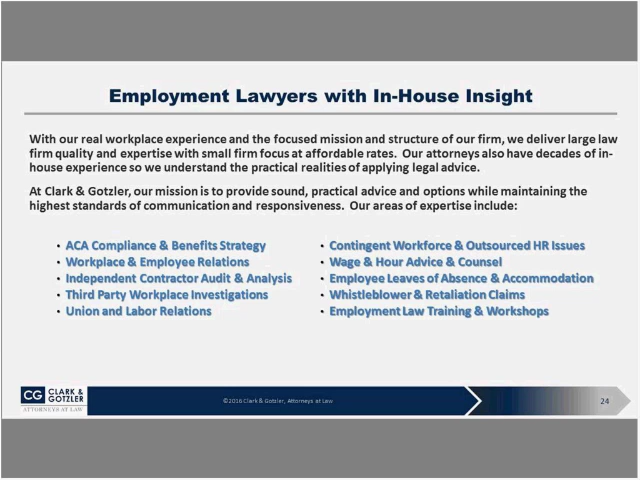 Employment Lawyers with In-House Insight
With our real workplace experience and the focused mission and structure of our firm, we deliver large law
firm quality and expertise with small firm focus at affordable rates. Our attorneys also have decades of in-
house experience so we understand the practical realities of applying legal advice.
At Clark & Gotzler, our mission is to provide sound, practical advice and options while maintaining the
highest standards of communication and responsiveness. Our areas of expertise include:
• ACA Compliance & Benefits Strategy
• Workplace & Employee Relations
• Independent Contractor Audit & Analysis
• Third Party Workplace Investigations
• Union and Labor Relations
• Contingent Workforce & Outsourced HR Issues
• Wage & Hour Advice & Counsel
• Employee Leaves of Absence & Accommodation
• Whistleblower & Retaliation Claims
• Employment Law Training & Workshops
CG CLARK &
GOTZLER
ATTORNEYS AT LAW
©2016 Clark & Gotzler, Attorneys at Law
24